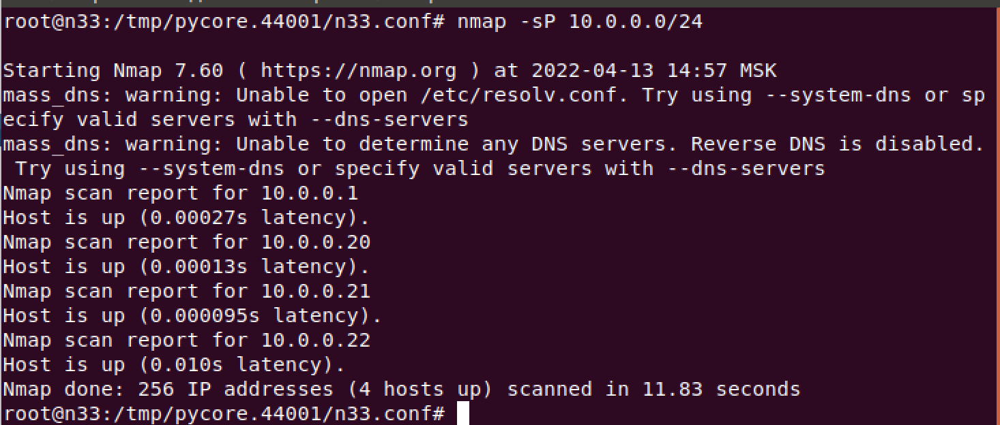 root@n33:/tmp/pycore.44001/n33.conf# nmap -sP 10.0.0.0/24
Starting Nmap 7.60 ( https://nmap.org ) at 2022-04-13 14:57 MSK
mass_dns: warning: Unable to open /etc/resolv.conf. Try using --system-dns or sp
ecify valid servers with --dns-servers
mass_dns: warning: Unable to determine any DNS servers. Reverse DNS is disabled.
 Try using --system-dns or specify valid servers with --dns-servers
Nmap scan report for 10.0.0.1
Host is up (0.00027s latency).
Nmap scan report for 10.0.0.20
Host is up (0.00013s latency).
Nmap scan report for 10.0.0.21
Host is up (0.000095s latency).
Nmap scan report for 10.0.0.22
Host is up (0.010s latency).
Nmap done: 256 IP addresses (4 hosts up) scanned in 11.83 seconds
root@n33:/tmp/pycore.44001/n33.conf#